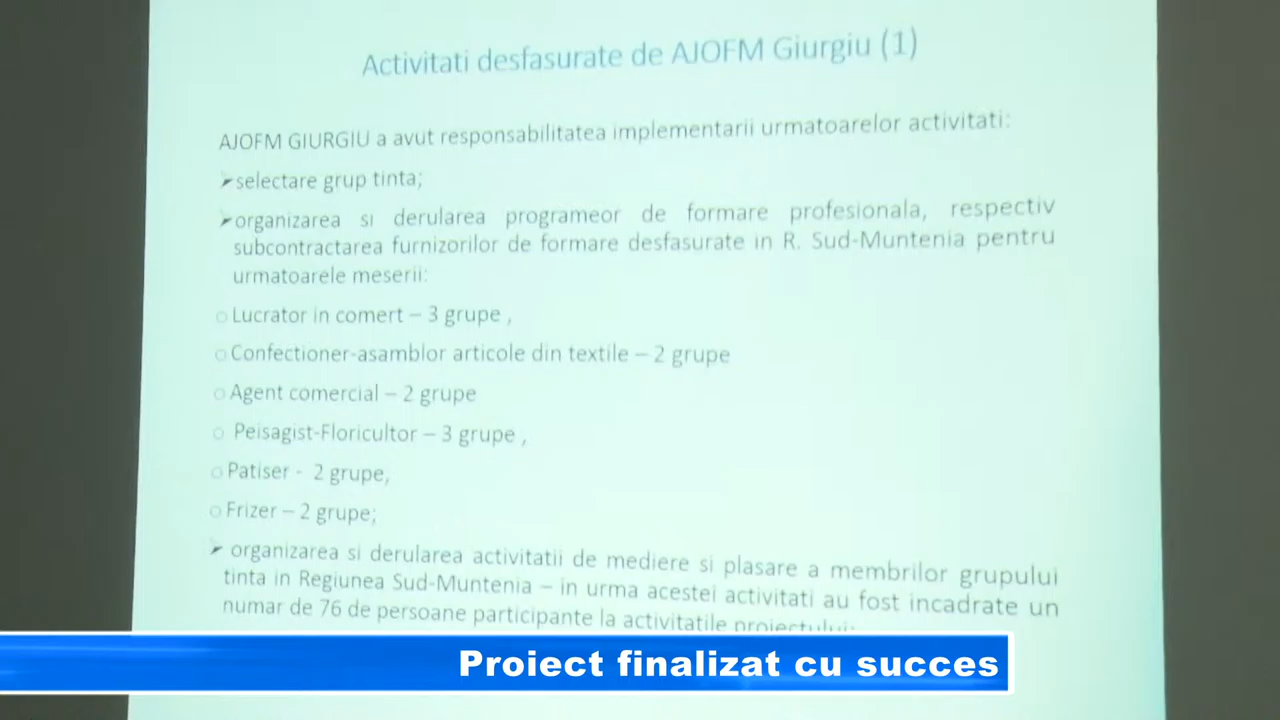 Activitati desfasurate de AJOFM Giurgiu (1)
AJOFM GIURGIU a avut responsabilitatea implementarii urmatoarelor activitati:
➢selectare grup tinta;
➢organizarea si derularea programeor de formare profesionala, respectiv
subcontractarea furnizorilor de formare desfasurate in R. Sud-Muntenia pentru
urmatoarele meserii:
o Lucrator in comert – 3 grupe ,
o Confectioner-asamblor articole din textile – 2 grupe
o Agent comercial – 2 grupe
o Peisagist-Floricultor – 3 grupe ,
o Patiser - 2 grupe,
o Frizer – 2 grupe;
➢ organizarea si derularea activitatii de mediere si plasare a membrilor grupului
tinta in Regiunea Sud-Muntenia – in urma acestei activitati au fost incadrate un
numar de 76 de persoane participante la activitatile proiectului;
Proiect finalizat cu succes